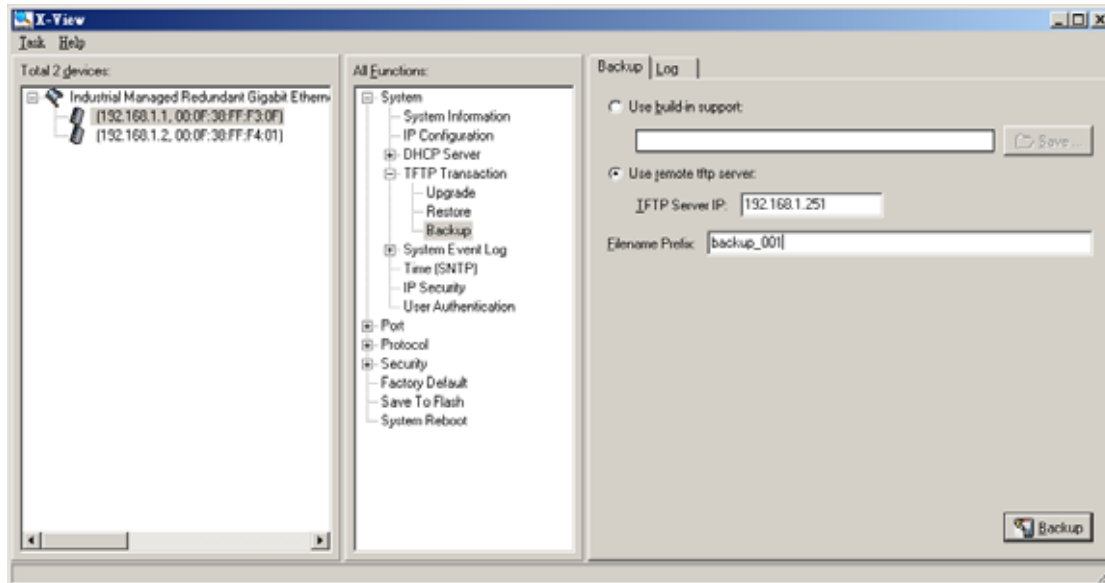 X-View
Task Help
Total 2 devices:
Industrial Managed Redundant Gigabit Ethern
(192.168.1.1, 00:0F:38:FF:F3:0F)
(192.168.1.2, 00:0F:38:FF:F4:01)
All Functions:
System
System Information
IP Configuration
DHCP Server
TFTP Transaction
Upgrade
Restore
Backup
System Event Log
Time (SNTP)
IP Security
User Authentication
Port
Protocol
Security
Factory Default
Save To Flash
System Reboot
Backup Log
Use build-in support:
Save ...
Use remote tftp server:
TFTP Server IP: 192.168.1.251
Filename Prefix: backup_001
Backup